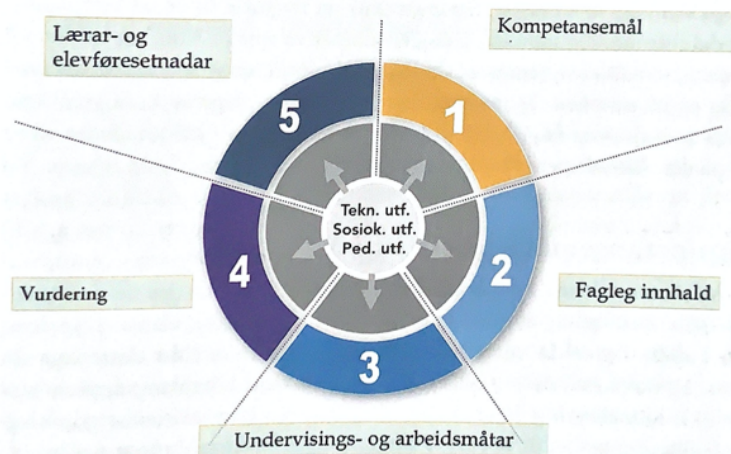 Lærar- og
elevføresetnadar
Kompetansemål
5
1
Tekn. utf.
Sosiok. utf.
Ped. utf.
4
2
Vurdering
Fagleg innhald
3
Undervisings- og arbeidsmåtar